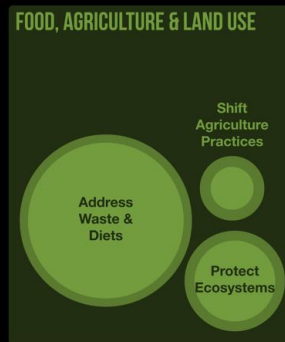 FOOD, AGRICULTURE & LAND USE
Shift
Agriculture
Practices
Address
Waste &
Diets
Protect
Ecosystems